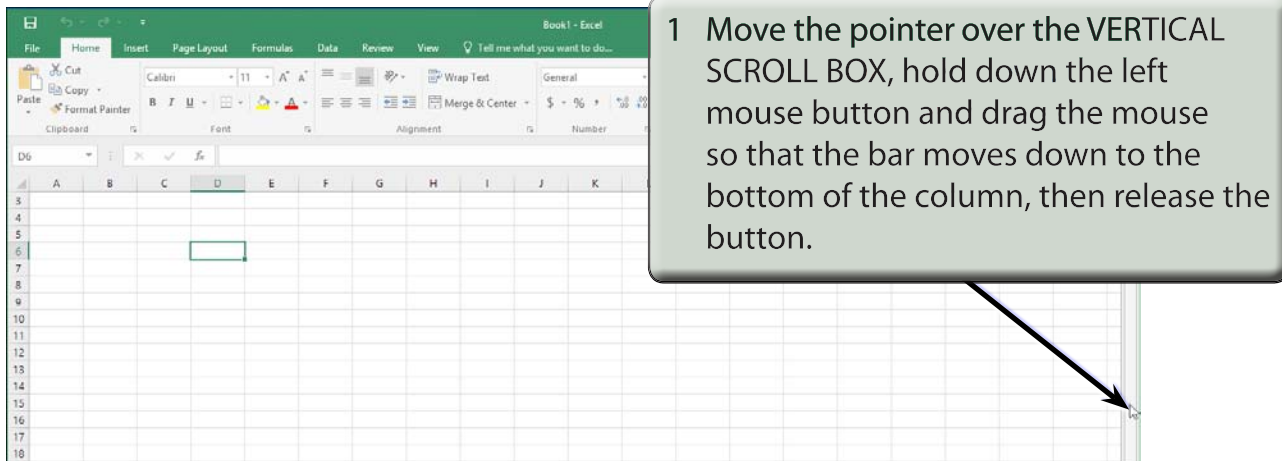 Book1 - Excel
File Home Insert Page Layout Formulas Data Review View Tell me what you want to do...
1 Move the pointer over the VERTICAL
SCROLL BOX, hold down the left
mouse button and drag the mouse
so that the bar moves down to the
bottom of the column, then release the
button.
Cut
Copy
Format Painter
Paste
Calibri 11 A A
B I U A
Wrap Text
Merge & Center
General
$ % ,
Clipboard Font Alignment Number
D6 fx
A B C D E F G H I J K
3
4
5
6
7
8
9
10
11
12
13
14
15
16
17
18